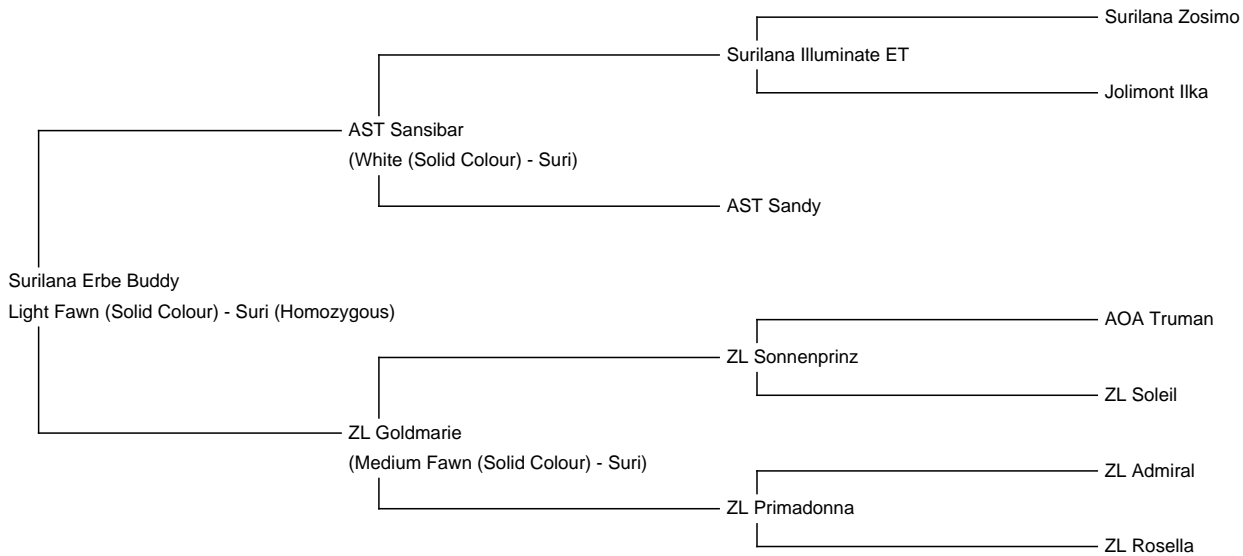 Surilana Zosimo
Surilana Illuminate ET
Jolimont Ilka
AST Sansibar
(White (Solid Colour) - Suri)
AST Sandy
Surilana Erbe Buddy
Light Fawn (Solid Colour) - Suri (Homozygous)
AOA Truman
ZL Sonnenprinz
ZL Soleil
ZL Goldmarie
(Medium Fawn (Solid Colour) - Suri)
ZL Admiral
ZL Primadonna
ZL Rosella